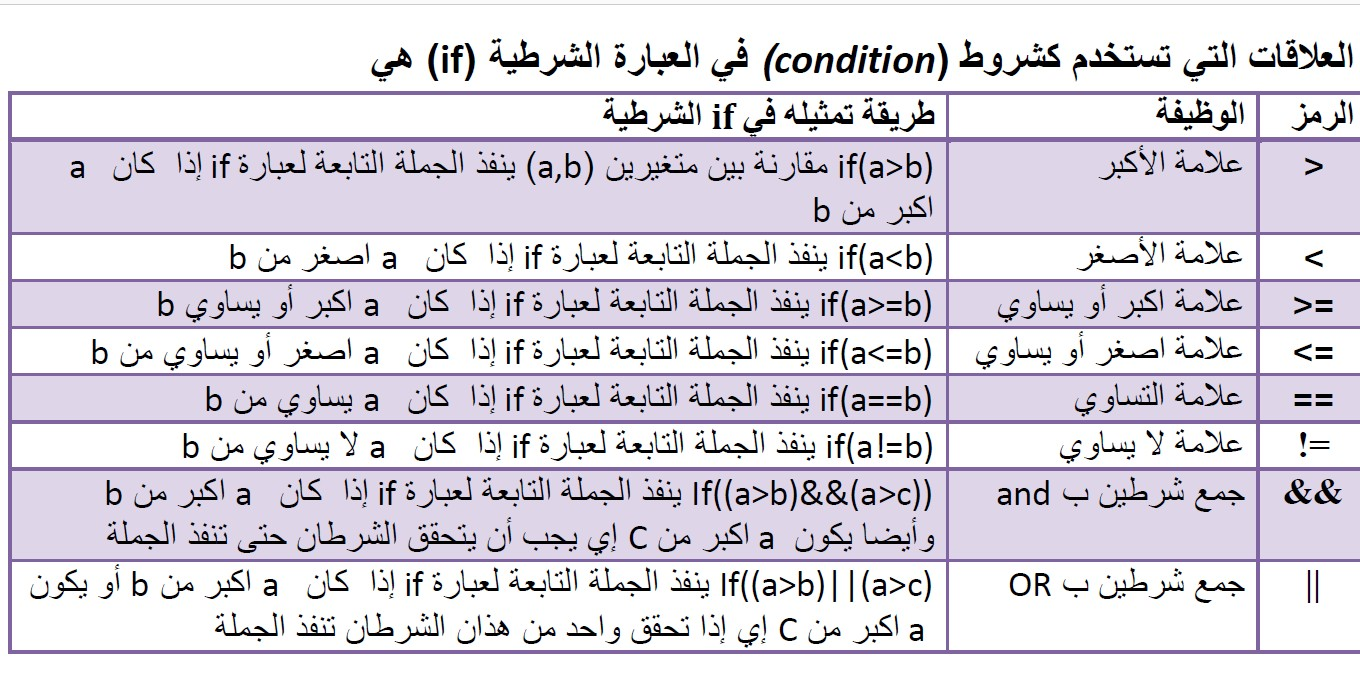 العلاقات التي تستخدم كشروط (condition) في العبارة الشرطية (if) هي
الرمز الوظيفة طريقة تمثيله في if الشرطية
> علامة الأكبر if(a>b) مقارنة بين متغيرين (a,b) ينفذ الجملة التابعة لعبارة if إذا كان a
اكبر من b
< علامة الأصغر if(a<b) ينفذ الجملة التابعة لعبارة if إذا كان a اصغر من b
>= علامة اكبر أو يساوي if(a>=b) ينفذ الجملة التابعة لعبارة if إذا كان a اكبر أو يساوي b
<= علامة اصغر أو يساوي if(a<=b) ينفذ الجملة التابعة لعبارة if إذا كان a اصغر أو يساوي من b
== علامة التساوي if(a==b) ينفذ الجملة التابعة لعبارة if إذا كان a يساوي من b
!= علامة لا يساوي if(a!=b) ينفذ الجملة التابعة لعبارة if إذا كان a لا يساوي من b
&& جمع شرطين ب and If((a>b)&&(a>c)) ينفذ الجملة التابعة لعبارة if إذا كان a اكبر من b
وأيضا يكون a اكبر من C إي يجب أن يتحقق الشرطان حتى تنفذ الجملة
|| جمع شرطين ب OR If((a>b)||(a>c) ينفذ الجملة التابعة لعبارة if إذا كان a اكبر من b أو يكون
a اكبر من C إي إذا تحقق واحد من هذان الشرطان تنفذ الجملة